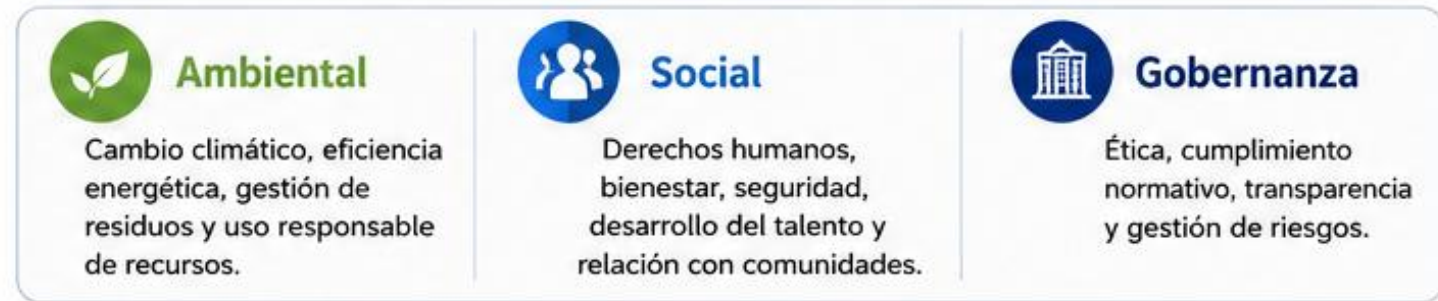 Ambiental
Cambio climático, eficiencia
energética, gestión de
residuos y uso responsable
de recursos.
Social
Derechos humanos,
bienestar, seguridad,
desarrollo del talento y
relación con comunidades.
Gobernanza
Ética, cumplimiento
normativo, transparencia
y gestión de riesgos.